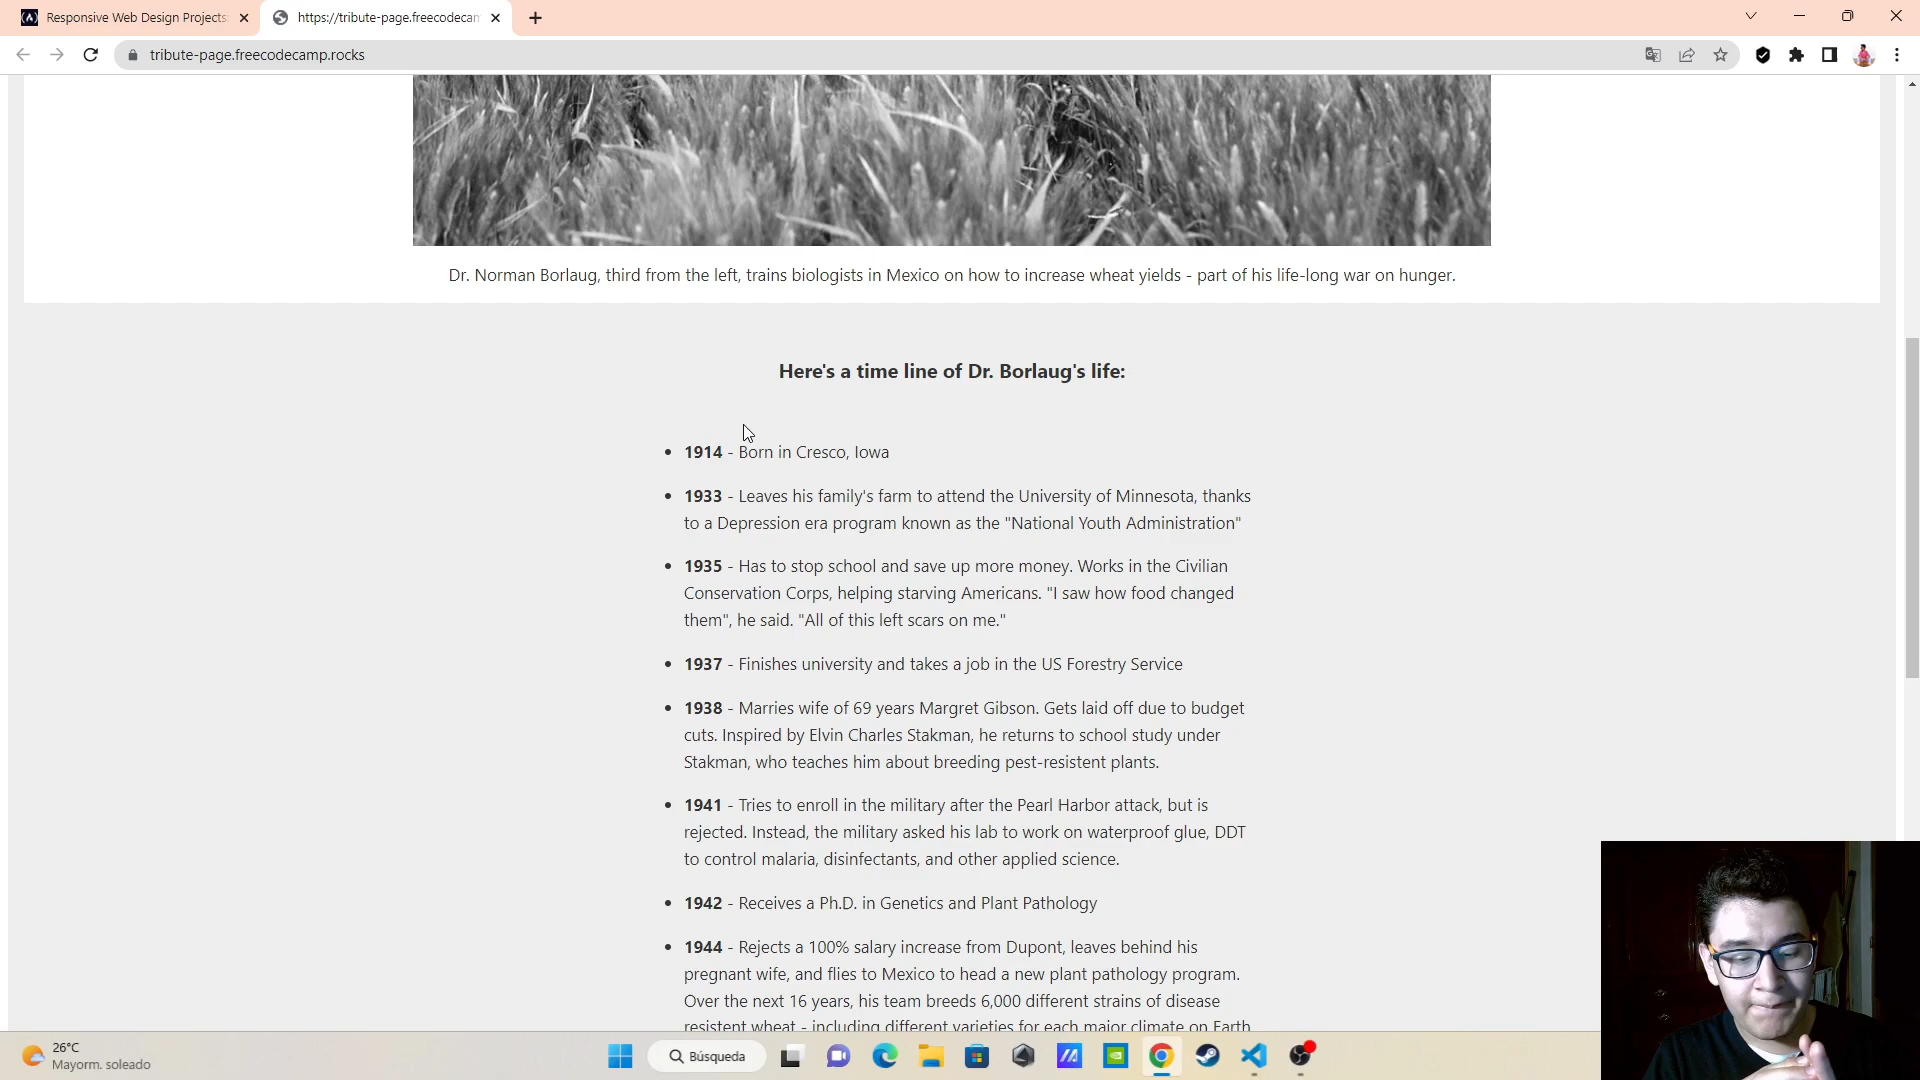 Responsive Web Design Projects:
https://tribute-page.freecodecam
tribute-page.freecodecamp.rocks
Dr. Norman Borlaug, third from the left, trains biologists in Mexico on how to increase wheat yields - part of his life-long war on hunger.
Here's a time line of Dr. Borlaug's life:
1914 - Born in Cresco, Iowa
1933 - Leaves his family's farm to attend the University of Minnesota, thanks
to a Depression era program known as the "National Youth Administration"
1935 - Has to stop school and save up more money. Works in the Civilian
Conservation Corps, helping starving Americans. "I saw how food changed
them", he said. "All of this left scars on me."
1937 - Finishes university and takes a job in the US Forestry Service
1938 - Marries wife of 69 years Margret Gibson. Gets laid off due to budget
cuts. Inspired by Elvin Charles Stakman, he returns to school study under
Stakman, who teaches him about breeding pest-resistent plants.
1941 - Tries to enroll in the military after the Pearl Harbor attack, but is
rejected. Instead, the military asked his lab to work on waterproof glue, DDT
to control malaria, disinfectants, and other applied science.
1942 - Receives a Ph.D. in Genetics and Plant Pathology
1944 - Rejects a 100% salary increase from Dupont, leaves behind his
pregnant wife, and flies to Mexico to head a new plant pathology program.
Over the next 16 years, his team breeds 6,000 different strains of disease
resistent wheat - including different varieties for each major climate on Earth
26°C
Mayorm. soleado
Búsqueda